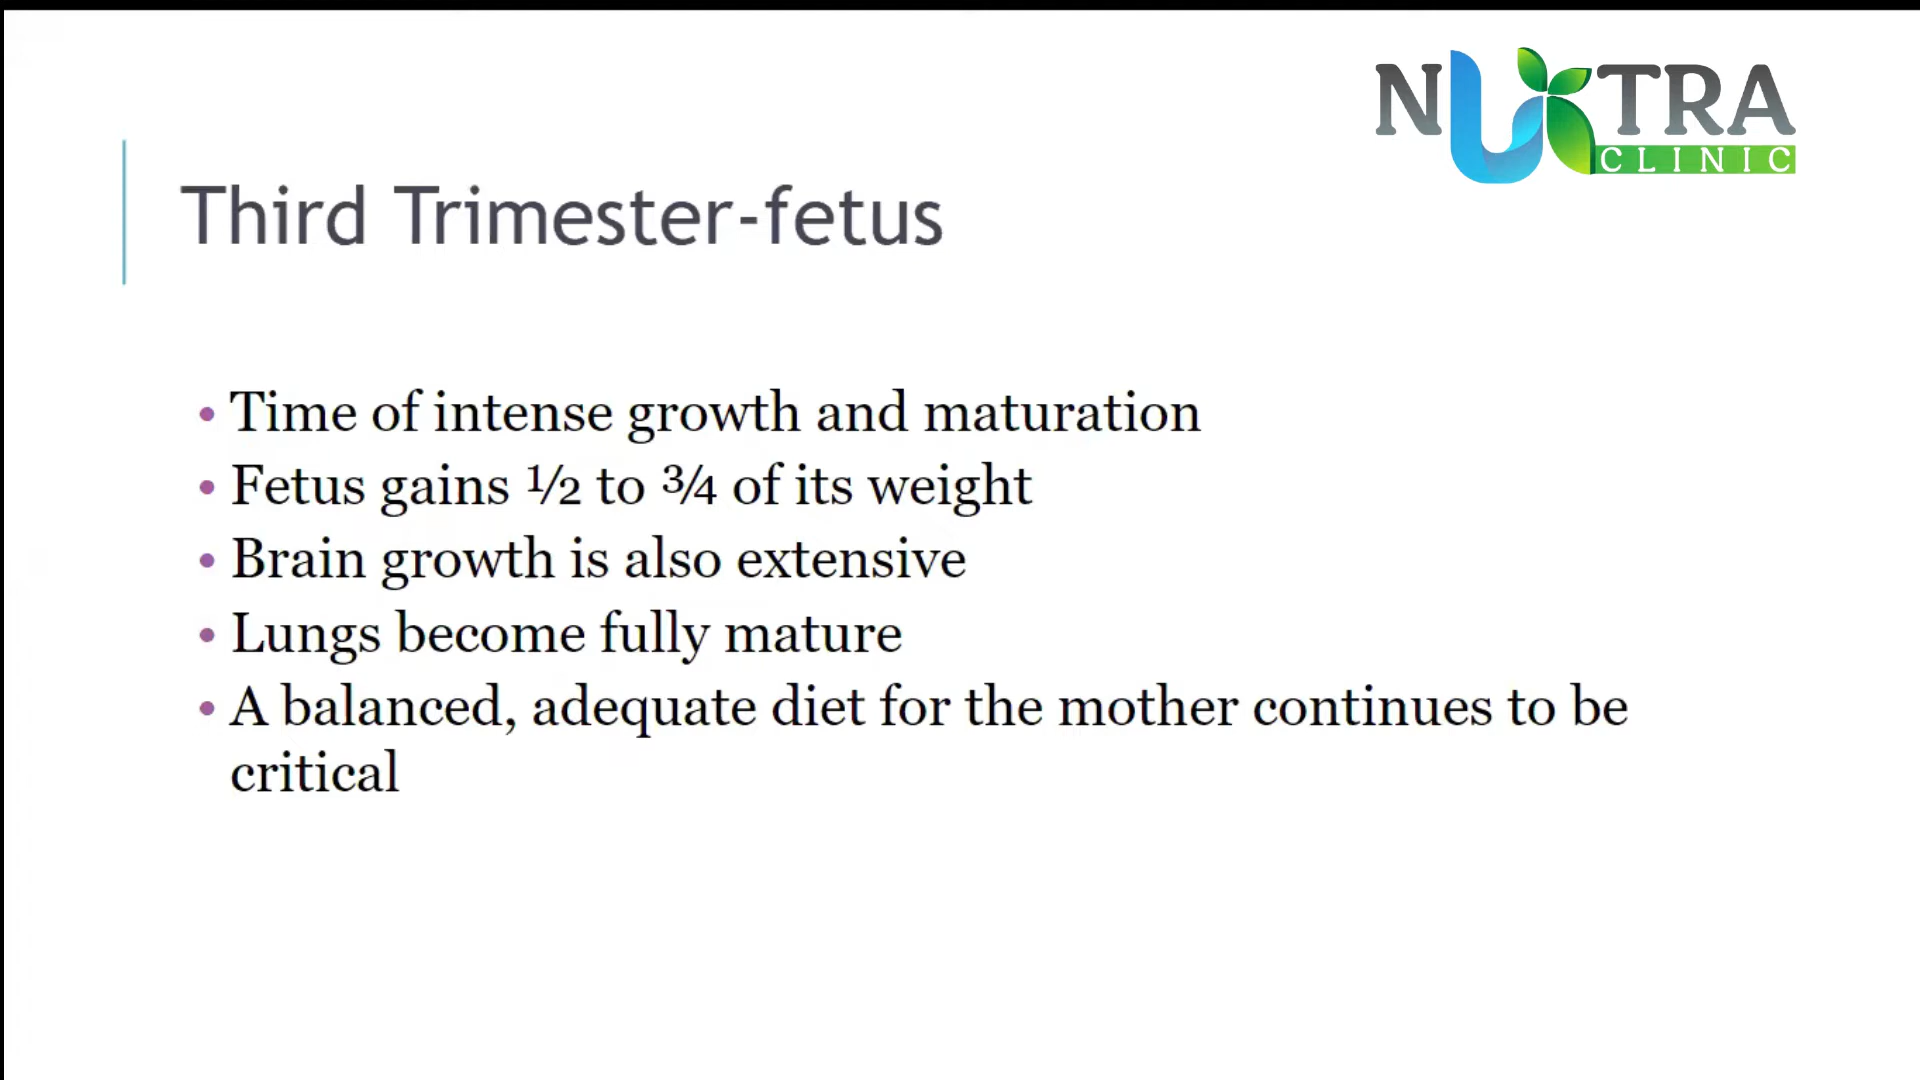 NUTRA
CLINIC
Third Trimester-fetus
• Time of intense growth and maturation
• Fetus gains ½ to ¾ of its weight
• Brain growth is also extensive
• Lungs become fully mature
• A balanced, adequate diet for the mother continues to be
critical